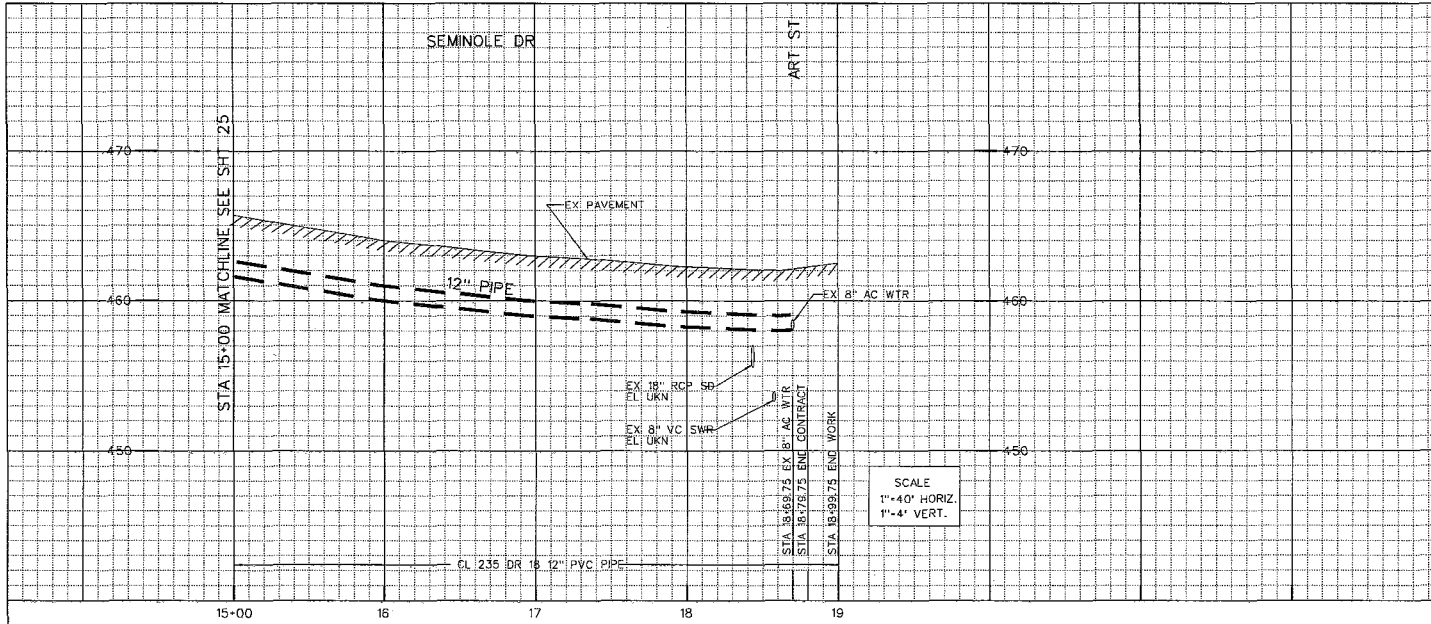 SEMINOLE DR
ART ST
STA 15+00 MATCHLINE SEE SHT 25
470
470
EX PAVEMENT
12" PIPE
460
EX 8" AC WTR
460
EX 18" RCP SD
EL UKN
EX 8" VC SWR
EL UKN
450
450
STA 18+69.75 EX 8" AC WTR
STA 18+79.75 END CONTRACT
STA 18+99.75 END WORK
SCALE
1"=40' HORIZ.
1"=4' VERT.
CL 235 DR 18 12" PVC PIPE
15+00
16
17
18
19